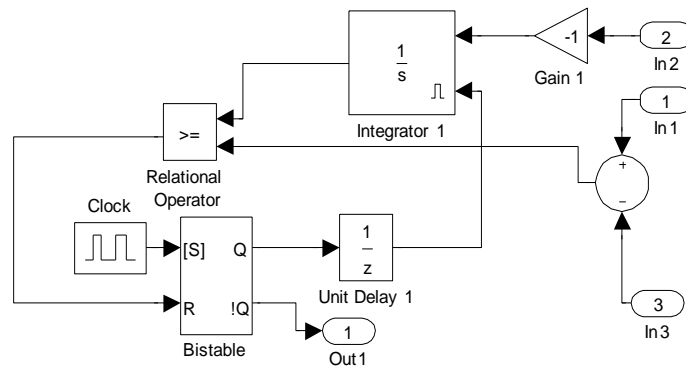 1
s
Integrator 1
-1
Gain 1
2
In2
1
In1
>=
Relational
Operator
+
−
Clock
[S]
Q
R
!Q
Bistable
1
z
Unit Delay 1
1
Out1
3
In3